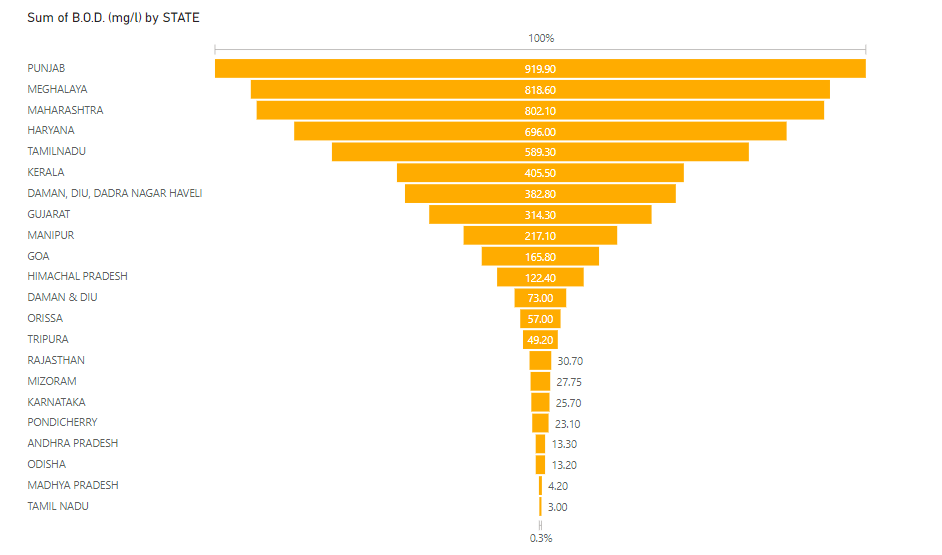 Sum of B.O.D. (mg/l) by STATE
100%
PUNJAB 919.90
MEGHALAYA 818.60
MAHARASHTRA 802.10
HARYANA 696.00
TAMILNADU 589.30
KERALA 405.50
DAMAN, DIU, DADRA NAGAR HAVELI 382.80
GUJARAT 314.30
MANIPUR 217.10
GOA 165.80
HIMACHAL PRADESH 122.40
DAMAN & DIU 73.00
ORISSA 57.00
TRIPURA 49.20
RAJASTHAN 30.70
MIZORAM 27.75
KARNATAKA 25.70
PONDICHERRY 23.10
ANDHRA PRADESH 13.30
ODISHA 13.20
MADHYA PRADESH 4.20
TAMIL NADU 3.00
0.3%